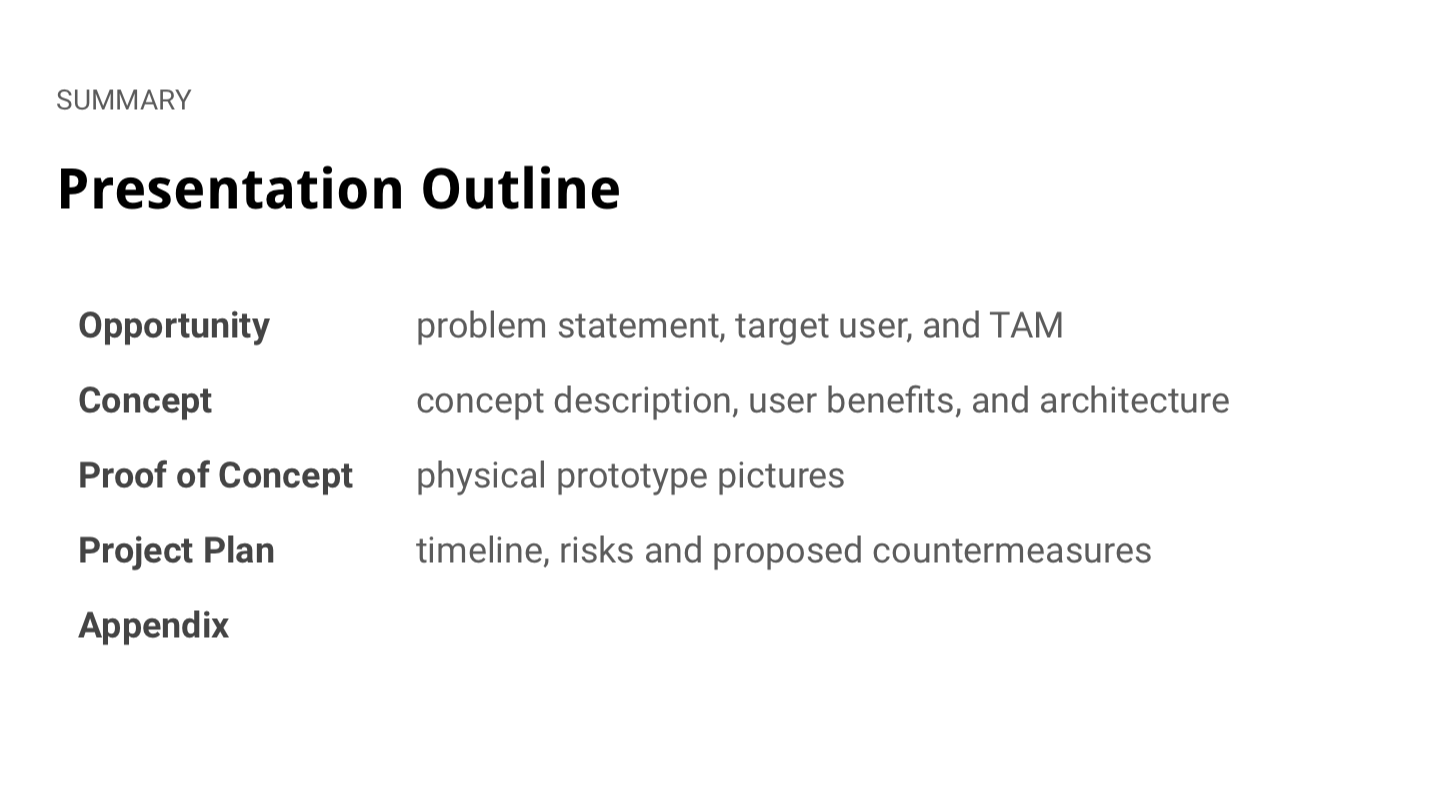 SUMMARY
Presentation Outline
Opportunity problem statement, target user, and TAM
Concept concept description, user benefits, and architecture
Proof of Concept physical prototype pictures
Project Plan timeline, risks and proposed countermeasures
Appendix